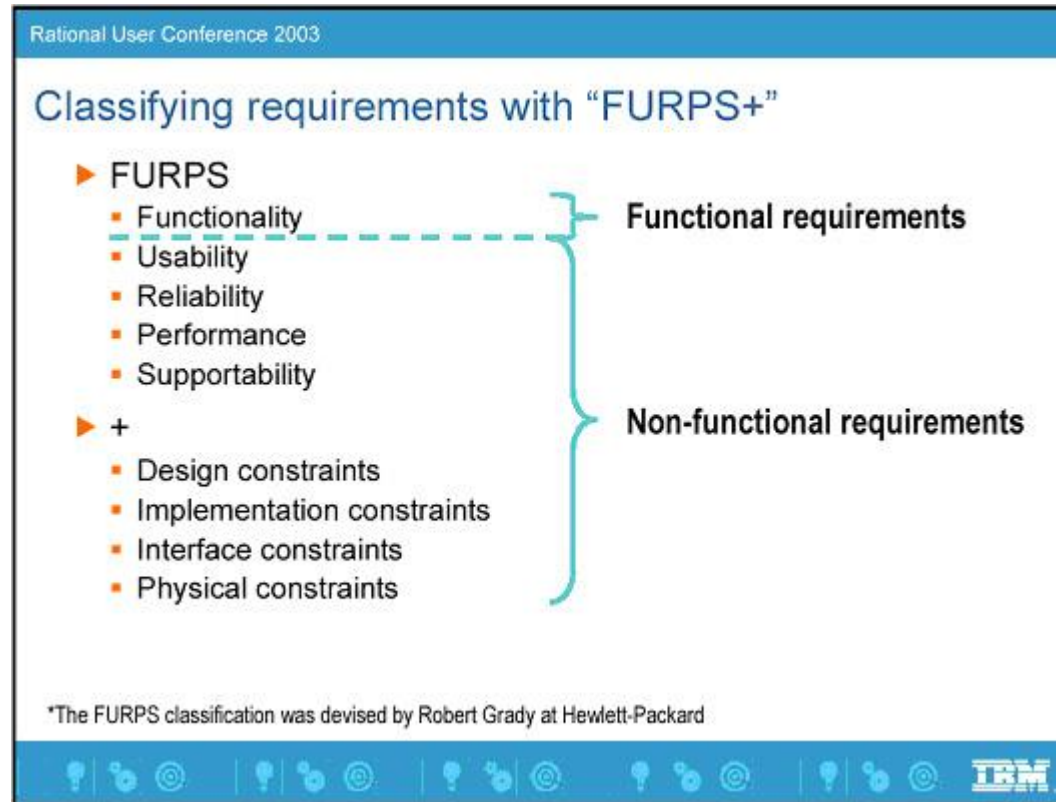 Rational User Conference 2003
Classifying requirements with “FURPS+”
FURPS
Functionality
Usability
Reliability
Performance
Supportability
+
Design constraints
Implementation constraints
Interface constraints
Physical constraints
Functional requirements
Non-functional requirements
*The FURPS classification was devised by Robert Grady at Hewlett-Packard
IBM